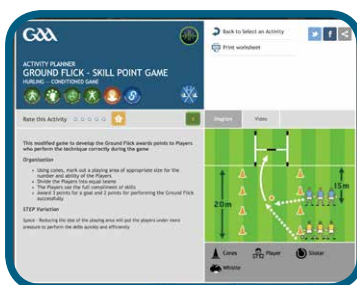 GAA
Back to Select an Activity
Print worksheet
ACTIVITY PLANNER
GROUND FLICK - SKILL POINT GAME
HURLING - CONDITIONED GAME
Rate this Activity
Diagram
Video
This modified game to develop the Ground Flick awards points to Players
who perform the technique correctly during the game
Organisation
Using cones, mark out a playing area of appropriate size for the
number and ability of the Players
Divide the Players into equal teams
The Players use the full compliment of skills
Award 3 points for a goal and 2 points for performing the Ground Flick
successfully
STEP Variation
Space - Reducing the size of the playing area will put the players under more
pressure to perform the skills quickly and efficiently
20m
15m
Cones
Player
Sliotar
Whistle